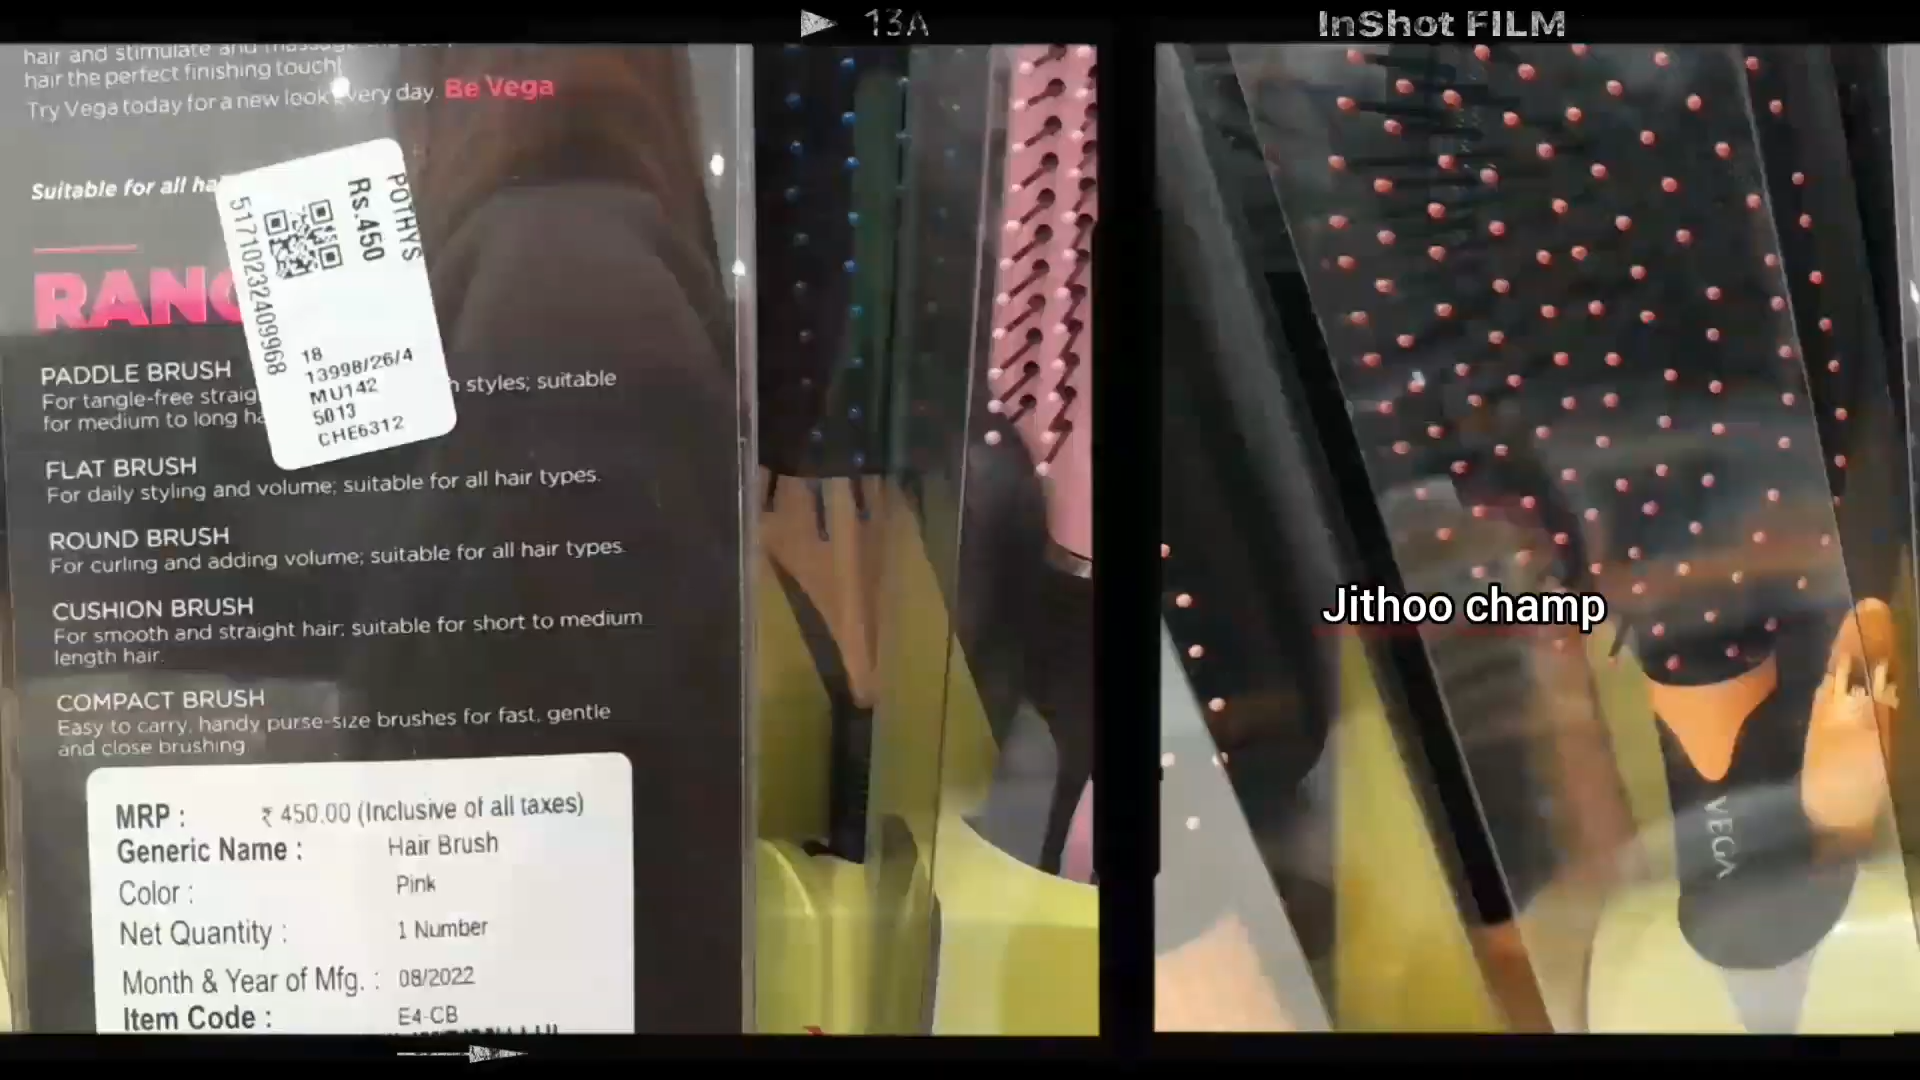 13A
InShot FILM
hair and stimulate and massage
hair the perfect finishing touch!
Try Vega today for a new look every day. Be Vega
Suitable for all
POTHYS
Rs.450
517102324099968
18
13998/26/4
MU142
5013
CHE6312
PADDLE BRUSH
For tangle-free styles; suitable
for medium to long
FLAT BRUSH
For daily styling and volume; suitable for all hair types.
ROUND BRUSH
For curling and adding volume; suitable for all hair types.
CUSHION BRUSH
For smooth and straight hair; suitable for short to medium
length hair.
COMPACT BRUSH
Easy to carry, handy purse-size brushes for fast, gentle
and close brushing
MRP : ₹ 450.00 (Inclusive of all taxes)
Generic Name : Hair Brush
Color : Pink
Net Quantity : 1 Number
Month & Year of Mfg. : 08/2022
Item Code : E4-CB
Jithoo champ
VEGA